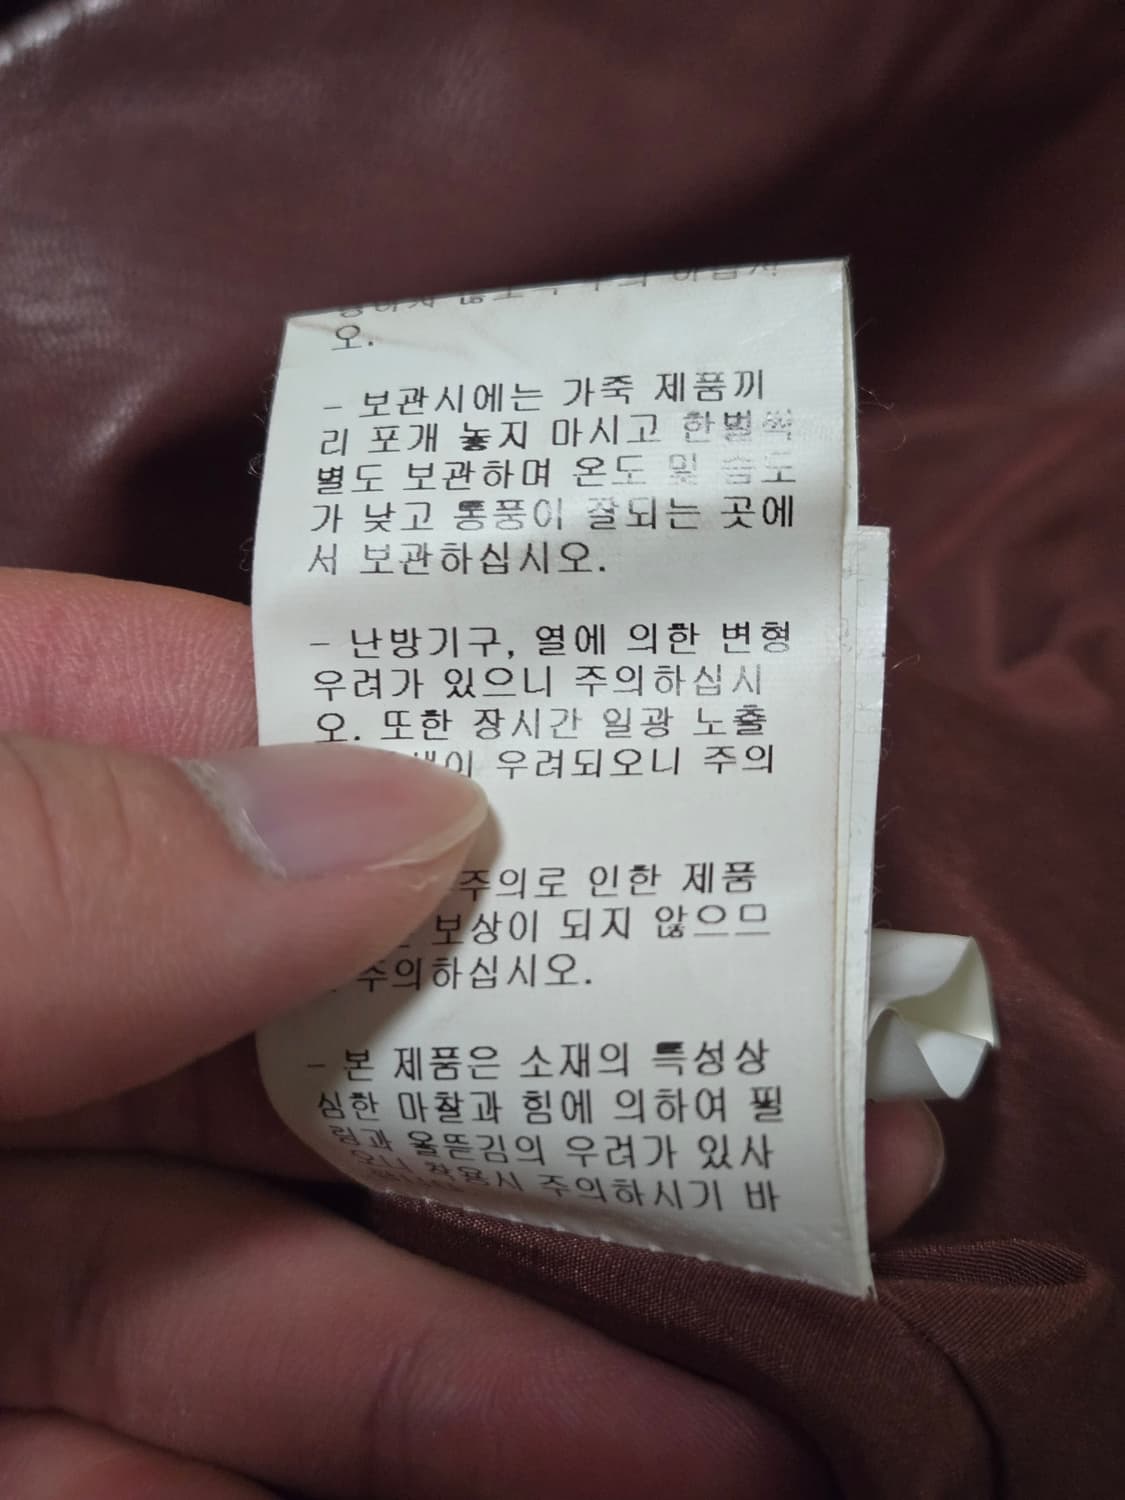 오.
- 보관시에는 가죽 제품끼
리 포개 놓지 마시고 한벌씩
별도 보관하며 온도 및 습도
가 낮고 통풍이 잘되는 곳에
서 보관하십시오.
- 난방기구, 열에 의한 변형
우려가 있으니 주의하십시
오. 또한 장시간 일광 노출
우려되오니 주의
주의로 인한 제품
보상이 되지 않으므
주의하십시오.
- 본 제품은 소재의 특성상
심한 마찰과 힘에 의하여 필
링과 올뜯김의 우려가 있사
오니 착용시 주의하시기 바